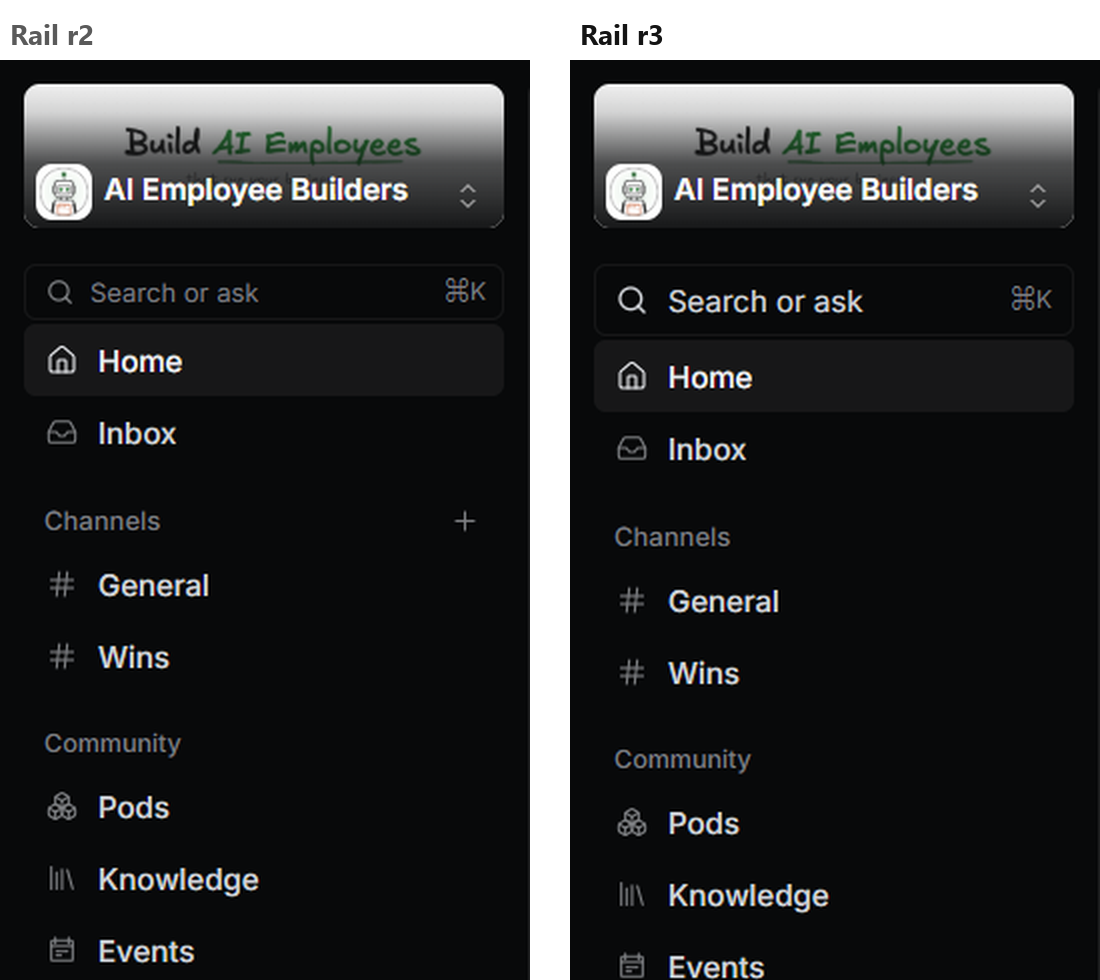 Rail r2
Build AI Employees
AI Employee Builders
Search or ask ⌘K
Home
Inbox
Channels
General
Wins
Community
Pods
Knowledge
Events
Rail r3
Build AI Employees
AI Employee Builders
Search or ask ⌘K
Home
Inbox
Channels
General
Wins
Community
Pods
Knowledge
Events